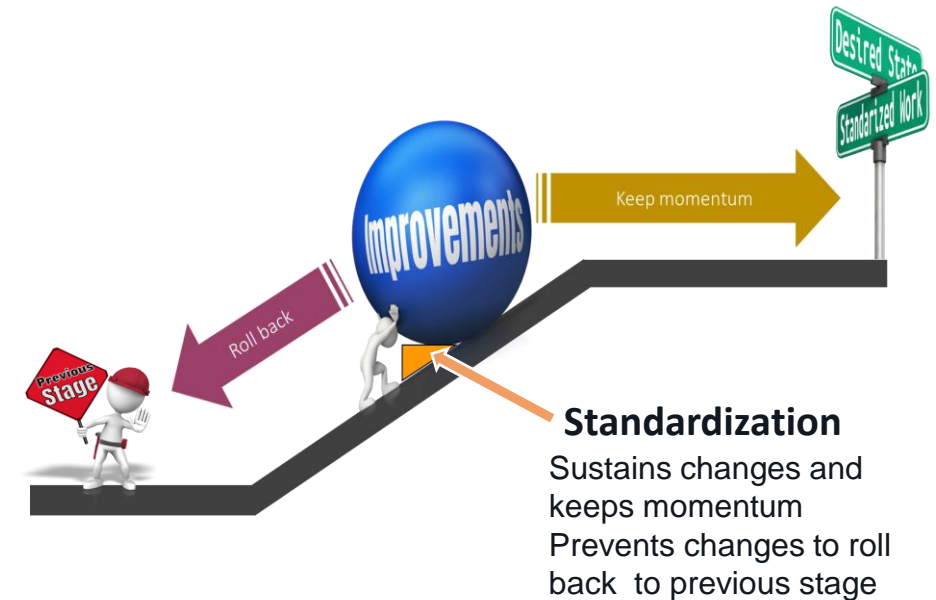 Desired State
Standarized Work
Improvements
Keep momentum
Roll back
Previous
Stage
Standardization
Sustains changes and
keeps momentum
Prevents changes to roll
back  to previous stage